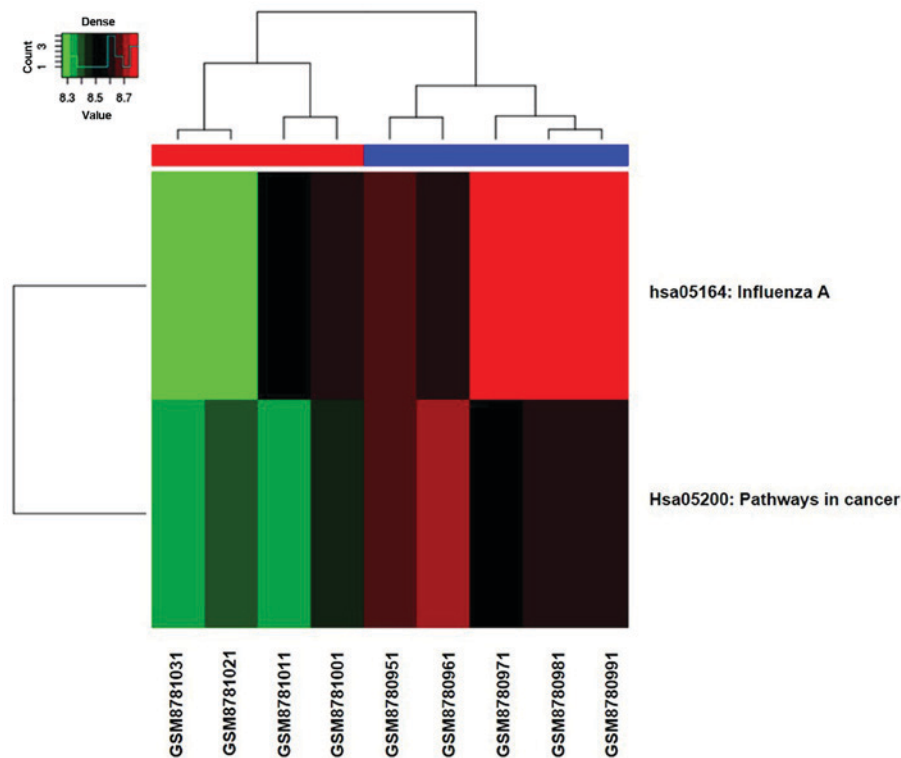 Dense
Count
3
1
8.3 8.5 8.7
Value
hsa05164: Influenza A
Hsa05200: Pathways in cancer
GSM8781031
GSM8781021
GSM8781011
GSM8781001
GSM8780951
GSM8780961
GSM8780971
GSM8780981
GSM8780991